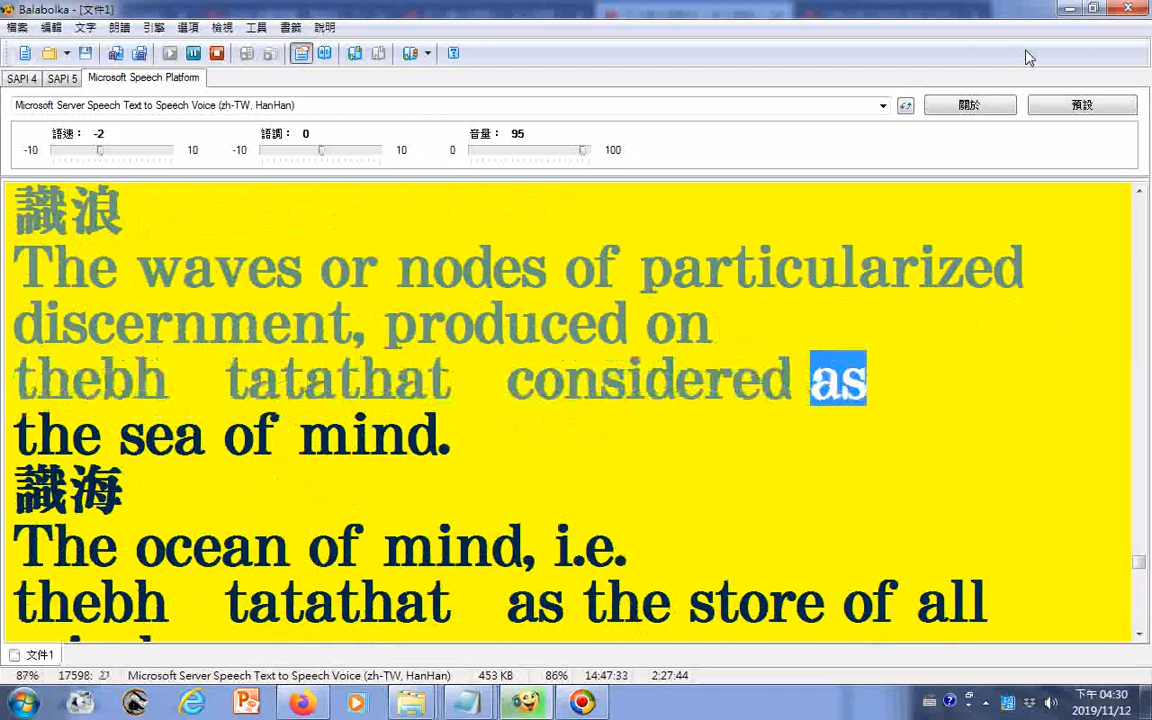 Balabolka - [文件1]
檔案 編輯 文字 朗讀 引擎 選項 檢視 工具 書籤 說明
SAPI 4 SAPI 5 Microsoft Speech Platform
Microsoft Server Speech Text to Speech Voice (zh-TW, HanHan) 關於 預設
語速： -2 語調： 0 音量： 95
-10 10 -10 10 0 100
識浪
The waves or nodes of particularized
discernment, produced on
thebh tatathat considered as
the sea of mind.
識海
The ocean of mind, i.e.
thebh tatathat as the store of all
文件1
87% 17598: Microsoft Server Speech Text to Speech Voice (zh-TW, HanHan) 453 KB 86% 14:47:33 2:27:44
下午 04:30
2019/11/12